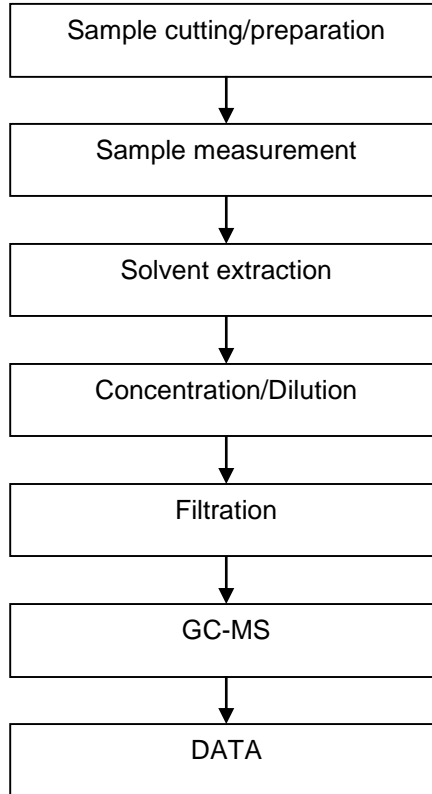 Sample cutting/preparation
Sample measurement
Solvent extraction
Concentration/Dilution
Filtration
GC-MS
DATA